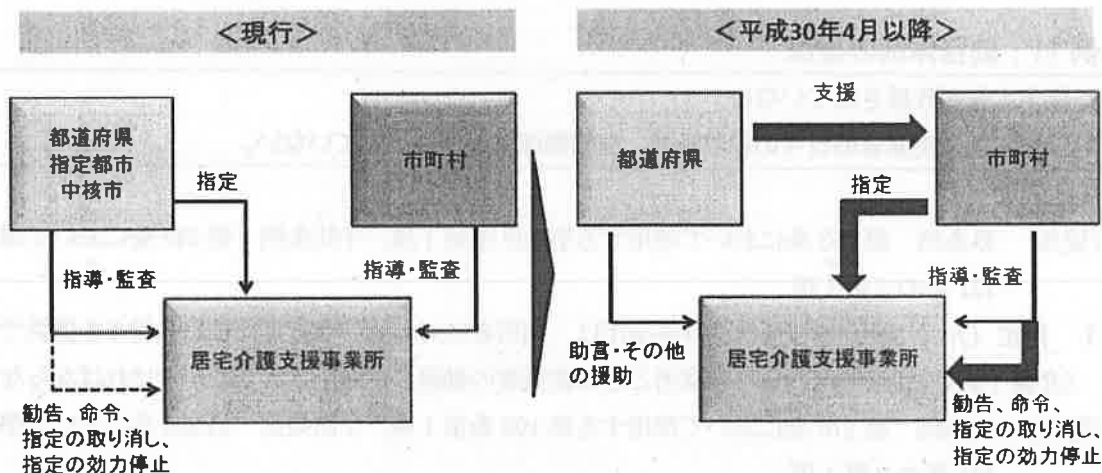 ＜現行＞
＜平成30年4月以降＞
都道府県
指定都市
中核市
市町村
指定
指導・監査
指導・監査
居宅介護支援事業所
勧告、命令、
指定の取り消し、
指定の効力停止
支援
都道府県
市町村
指定
指導・監査
助言・その他
の援助
居宅介護支援事業所
勧告、命令、
指定の取り消し、
指定の効力停止